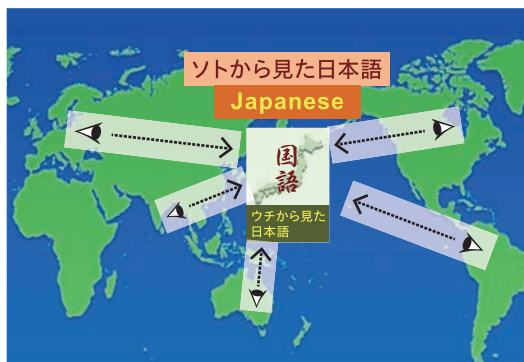 ソトから見た日本語
Japanese
国
語
ウチから見た
日本語